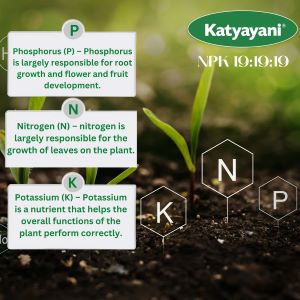 Katyayani®
NPK 19:19:19
P
Phosphorus (P) – Phosphorus
is largely responsible for root
growth and flower and fruit
development.
N
Nitrogen (N) – nitrogen is
largely responsible for the
growth of leaves on the plant.
K
Potassium (K) – Potassium
is a nutrient that helps the
overall functions of the
plant perform correctly.
K
N
P